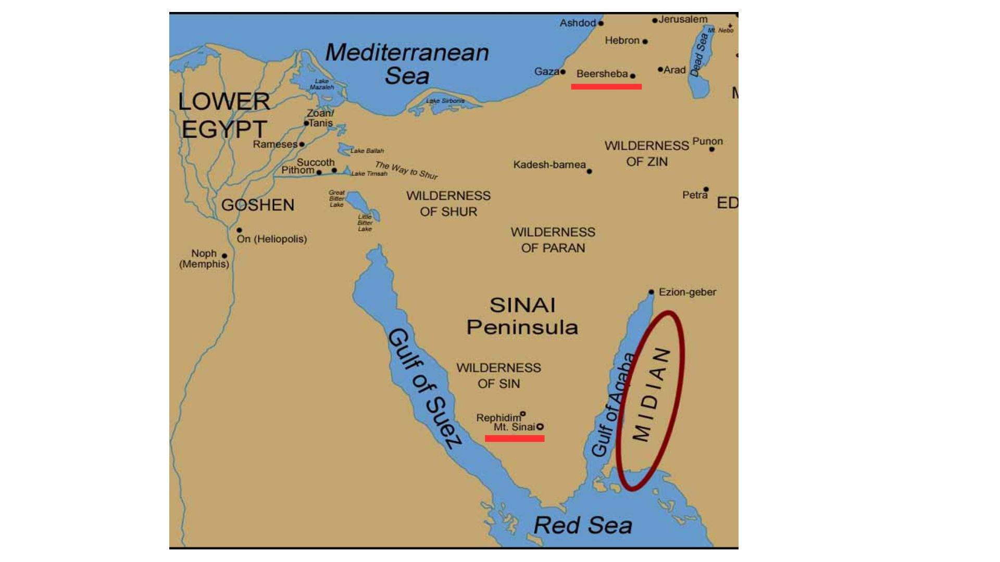 Ashdod
Jerusalem
Mt. Nebo
Hebron
Dead Sea
Mediterranean
Sea
Gaza
Beersheba
Arad
Lake
Mazaleh
LOWER
EGYPT
Lake Sirbonis
M
Zoan/
Tanis
Rameses
Lake Ballah
WILDERNESS
OF ZIN
Punon
Succoth
Pithom
Lake Timsah
The Way to Shur
Kadesh-barnea
Great
Bitter
Lake
WILDERNESS
OF SHUR
Petra
ED
GOSHEN
Little
Bitter
Lake
On (Heliopolis)
WILDERNESS
OF PARAN
Noph
(Memphis)
Ezion-geber
SINAI
Peninsula
Gulf of Suez
WILDERNESS
OF SIN
Gulf of Aqaba
MIDIAN
Rephidim
Mt. Sinai
Red Sea